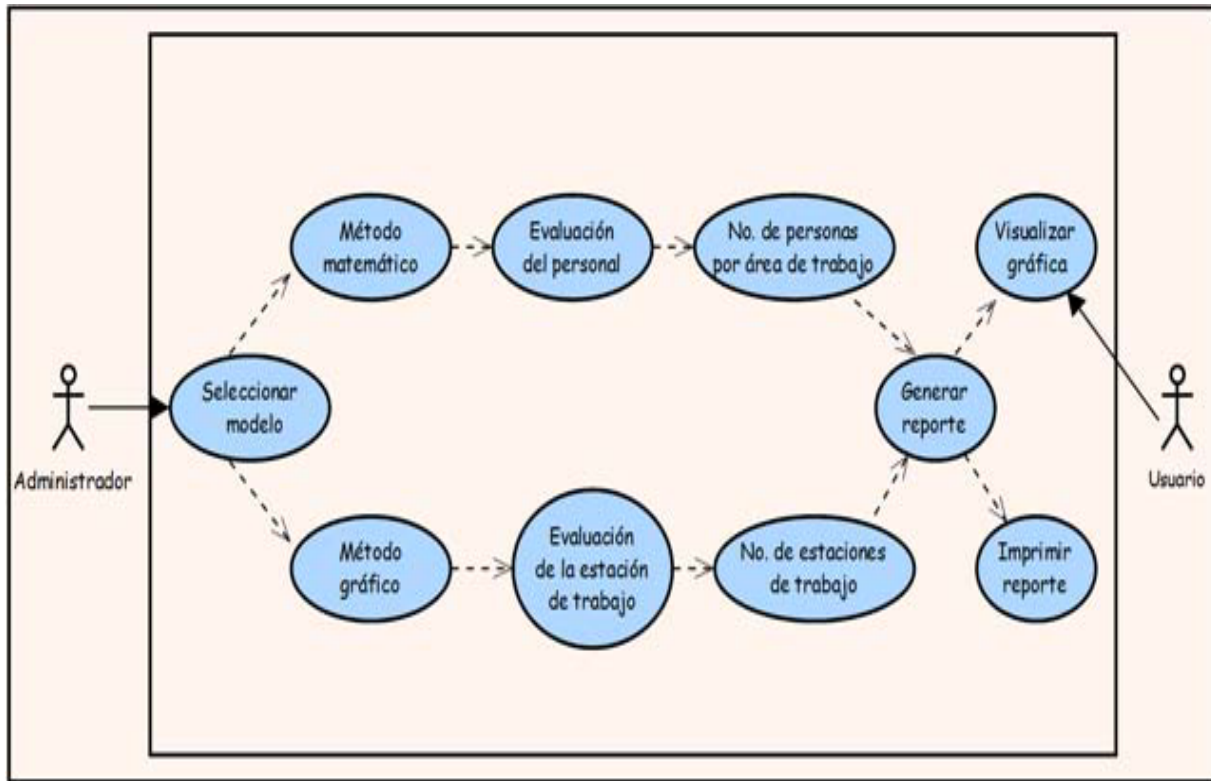 Método
matemático
Evaluación
del personal
No. de personas
por área de trabajo
Visualizar
gráfica
Seleccionar
modelo
Generar
reporte
Administrador
Usuario
Método
gráfico
Evaluación
de la estación
de trabajo
No. de estaciones
de trabajo
Imprimir
reporte